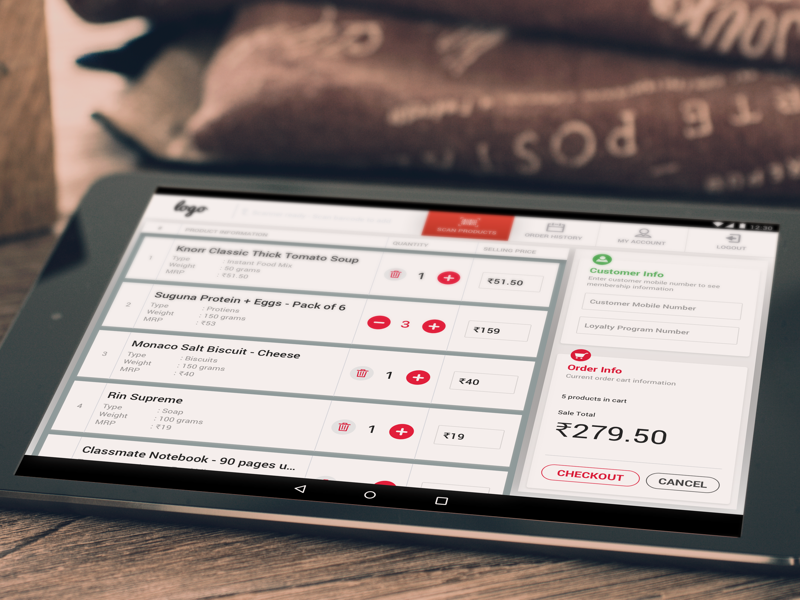 JOUK
RTE POSTA
logo
SCAN PRODUCTS
ORDER HISTORY
MY ACCOUNT
LOGOUT
12:30
# PRODUCT INFORMATION QUANTITY SELLING PRICE
1 Knorr Classic Thick Tomato Soup
Type : Instant Food Mix
Weight : 50 grams
MRP : ₹51.50
1
₹51.50
2 Suguna Protein + Eggs - Pack of 6
Type : Protiens
Weight : 150 grams
MRP : ₹53
3
₹159
3 Monaco Salt Biscuit - Cheese
Type : Biscuits
Weight : 150 grams
MRP : ₹40
1
₹40
4 Rin Supreme
Type : Soap
Weight : 100 grams
MRP : ₹19
1
₹19
Classmate Notebook - 90 pages u...
Customer Info
Enter customer mobile number to see
membership information
Customer Mobile Number
Loyalty Program Number
Order Info
Current order cart information
5 products in cart
Sale Total
₹279.50
CHECKOUT
CANCEL